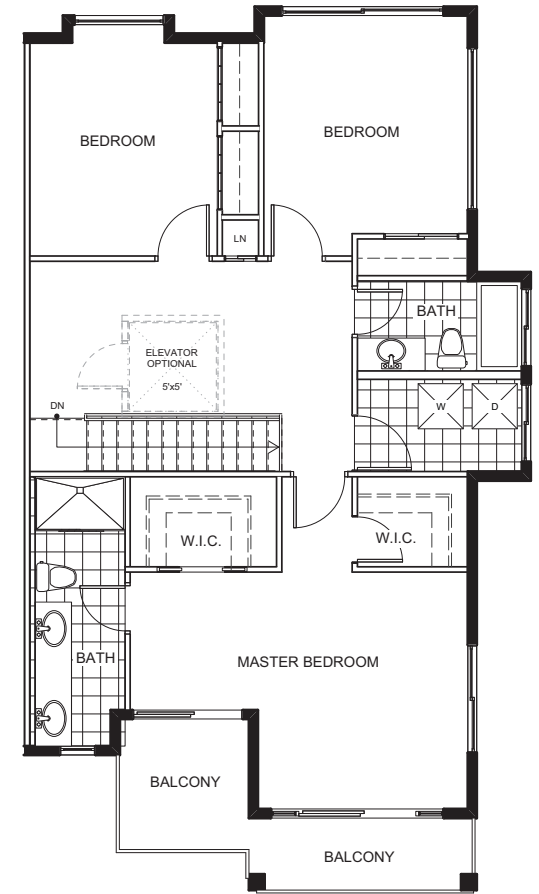 BEDROOM
BEDROOM
LN
BATH
ELEVATOR
OPTIONAL
5'x5'
DN
W
D
W.I.C.
W.I.C.
BATH
MASTER BEDROOM
BALCONY
BALCONY